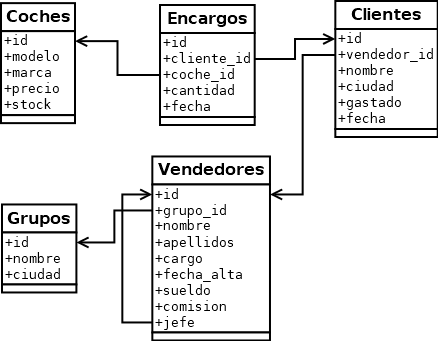 Coches
+id
+modelo
+marca
+precio
+stock
Encargos
+id
+cliente_id
+coche_id
+cantidad
+fecha
Clientes
+id
+vendedor_id
+nombre
+ciudad
+gastado
+fecha
Grupos
+id
+nombre
+ciudad
Vendedores
+id
+grupo_id
+nombre
+apellidos
+cargo
+fecha_alta
+sueldo
+comision
+jefe